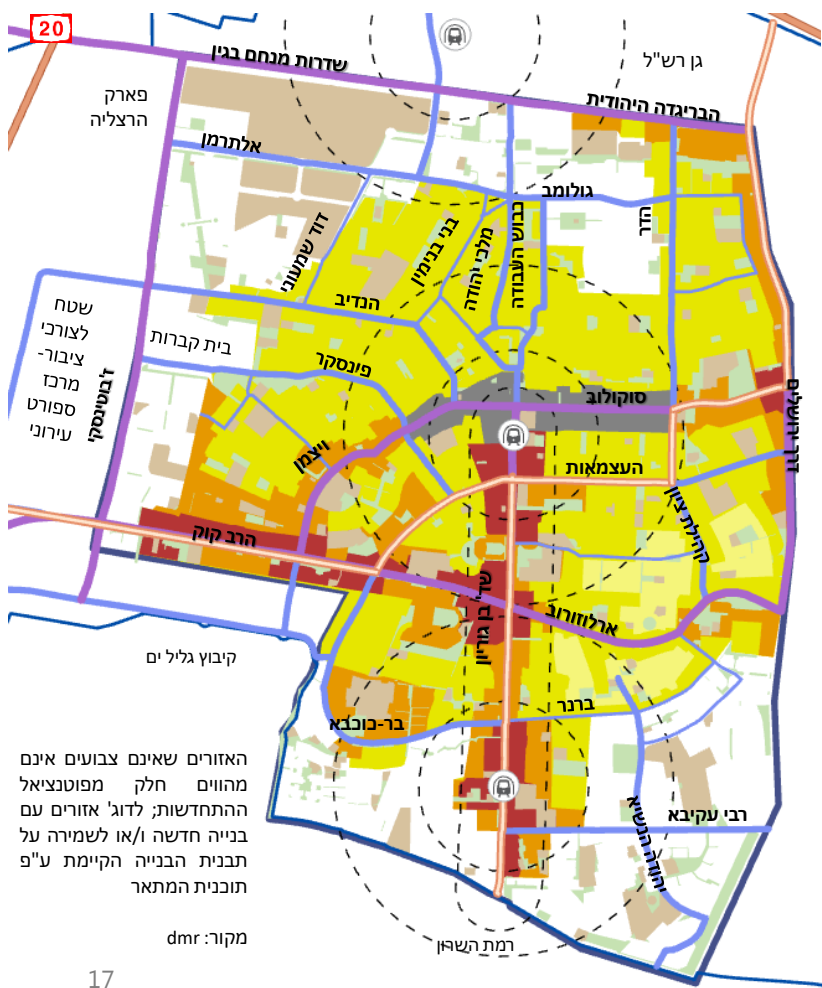 20
שדרות מנחם בגין
גן רש"ל
פארק
הרצליה
הבריגדה היהודית
אלתרמן
גולומב
הדר
דוד שמעוני
בני בנימין
מלכי יהודה
כבוש העבודה
הנדיב
שטח
לצורכי
ציבור-
מרכז
ספורט
עירוני
בית קברות
פינסקר
ז'בוטינסקי
סוקולוב
דרך ירושלים
ויצמן
העצמאות
קהילת ציון
הרב קוק
שד' בן גוריון
ארלוזורוב
קיבוץ גליל ים
ברנר
בר-כוכבא
האזורים שאינם צבועים אינם
מהווים חלק מפוטנציאל
ההתחדשות; לדוג' אזורים עם
בנייה חדשה ו/או לשמירה על
תבנית הבנייה הקיימת ע"פ
תוכנית המתאר
רבי עקיבא
יהודה הנשיא
מקור: dmr
רמת השרון
17